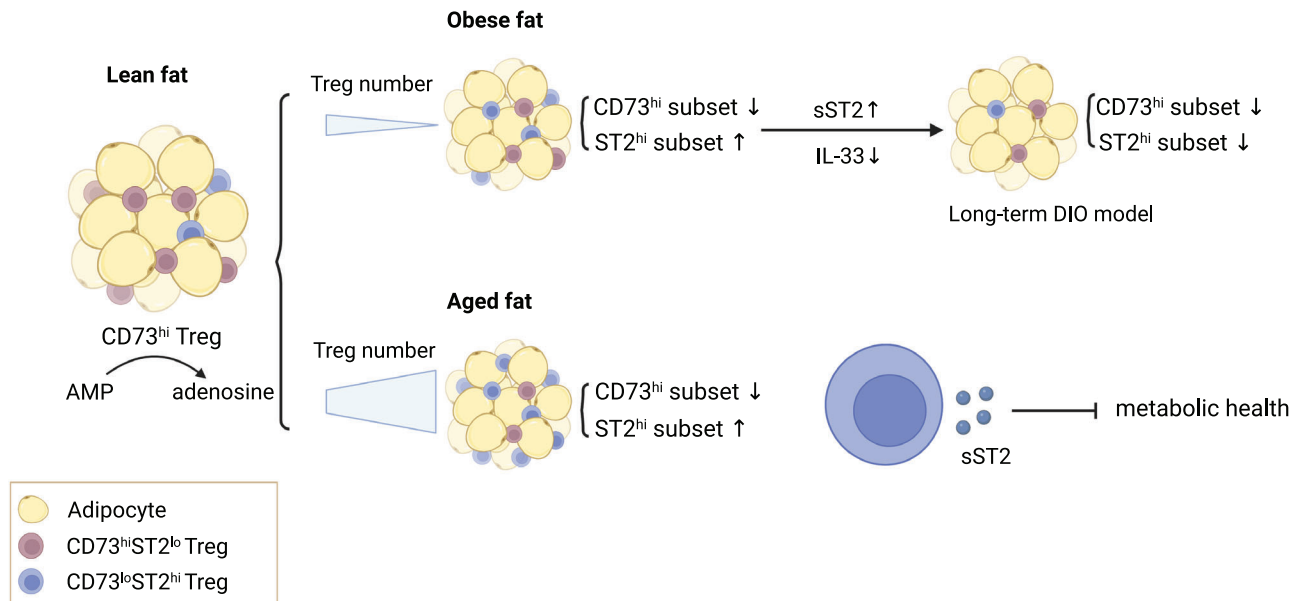 Lean fat
CD73ʰⁱ Treg
AMP
adenosine
Obese fat
Treg number
CD73ʰⁱ subset ↓
ST2ʰⁱ subset ↑
sST2↑
IL-33↓
CD73ʰⁱ subset ↓
ST2ʰⁱ subset ↓
Long-term DIO model
Aged fat
Treg number
CD73ʰⁱ subset ↓
ST2ʰⁱ subset ↑
sST2
metabolic health
Adipocyte
CD73ʰⁱST2ˡᵒ Treg
CD73ˡᵒST2ʰⁱ Treg